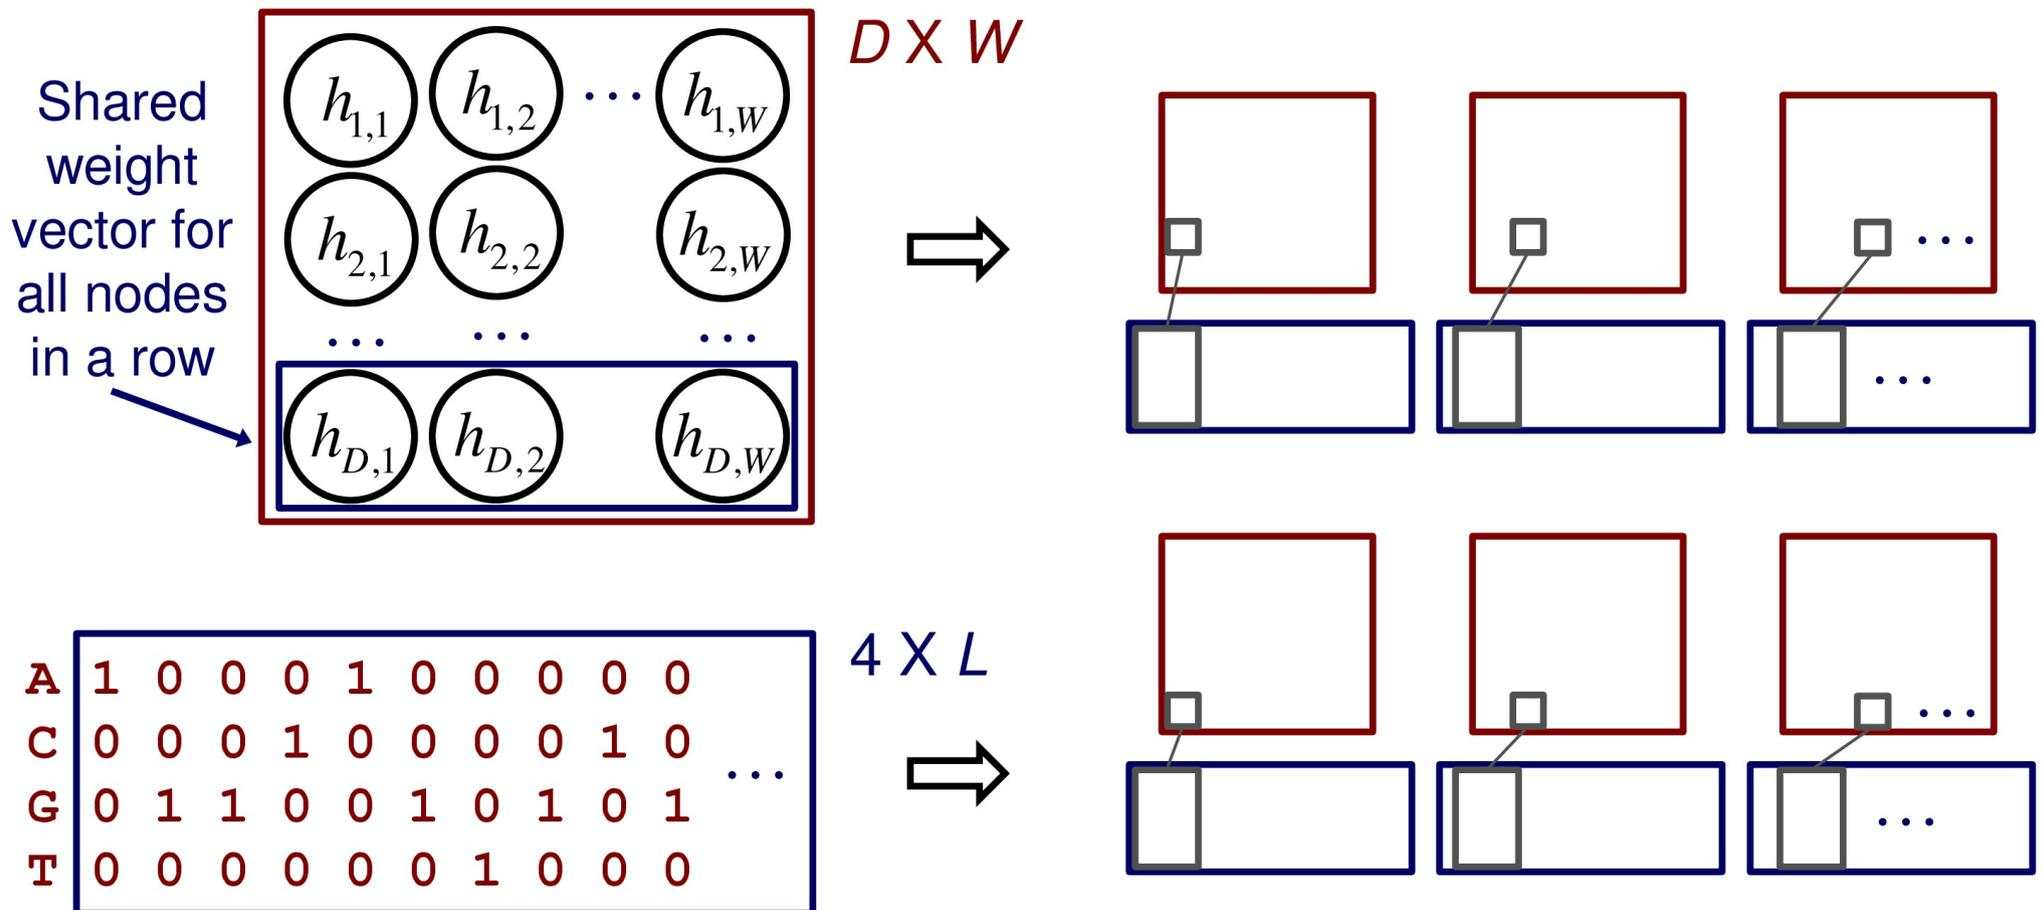 Shared
weight
vector for
all nodes
in a row
h1,1 h1,2 ... h1,W
h2,1 h2,2 h2,W
... ... ...
hD,1 hD,2 hD,W
D X W
...
...
A 1 0 0 0 1 0 0 0 0 0
C 0 0 0 1 0 0 0 0 1 0
...
G 0 1 1 0 0 1 0 1 0 1
T 0 0 0 0 0 0 1 0 0 0
4 X L
...
...